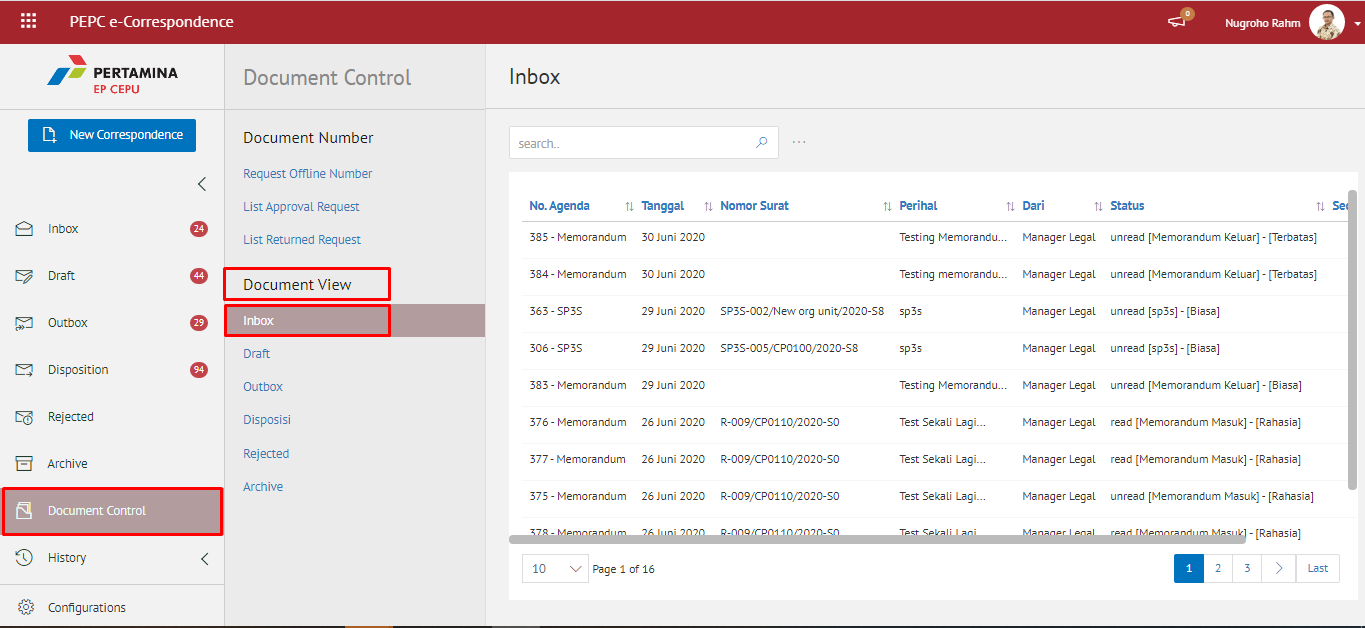 PEPC e-Correspondence
0
Nugroho Rahm
PERTAMINA
EP CEPU
New Correspondence
Inbox 24
Draft 44
Outbox 29
Disposition 94
Rejected
Archive
Document Control
History
Configurations
Document Control
Document Number
Request Offline Number
List Approval Request
List Returned Request
Document View
Inbox
Draft
Outbox
Disposisi
Rejected
Archive
Inbox
search..
...
No. Agenda Tanggal Nomor Surat Perihal Dari Status Sec
385 - Memorandum 30 Juni 2020 Testing Memorandu... Manager Legal unread [Memorandum Keluar] - [Terbatas]
384 - Memorandum 30 Juni 2020 Testing memorandu... Manager Legal unread [Memorandum Keluar] - [Terbatas]
363 - SP3S 29 Juni 2020 SP3S-002/New org unit/2020-S8 sp3s Manager Legal unread [sp3s] - [Biasa]
306 - SP3S 29 Juni 2020 SP3S-005/CP0100/2020-S8 sp3s Manager Legal unread [sp3s] - [Biasa]
383 - Memorandum 29 Juni 2020 Testing Memorandu... Manager Legal unread [Memorandum Keluar] - [Biasa]
376 - Memorandum 26 Juni 2020 R-009/CP0110/2020-S0 Test Sekali Lagi... Manager Legal read [Memorandum Masuk] - [Rahasia]
377 - Memorandum 26 Juni 2020 R-009/CP0110/2020-S0 Test Sekali Lagi... Manager Legal read [Memorandum Masuk] - [Rahasia]
375 - Memorandum 26 Juni 2020 R-009/CP0110/2020-S0 Test Sekali Lagi... Manager Legal unread [Memorandum Masuk] - [Rahasia]
378 - Memorandum 26 Juni 2020 R-009/CP0110/2020-S0 Test Sekali Lagi... Manager Legal read [Memorandum Masuk] - [Rahasia]
10 Page 1 of 16
1 2 3 Last